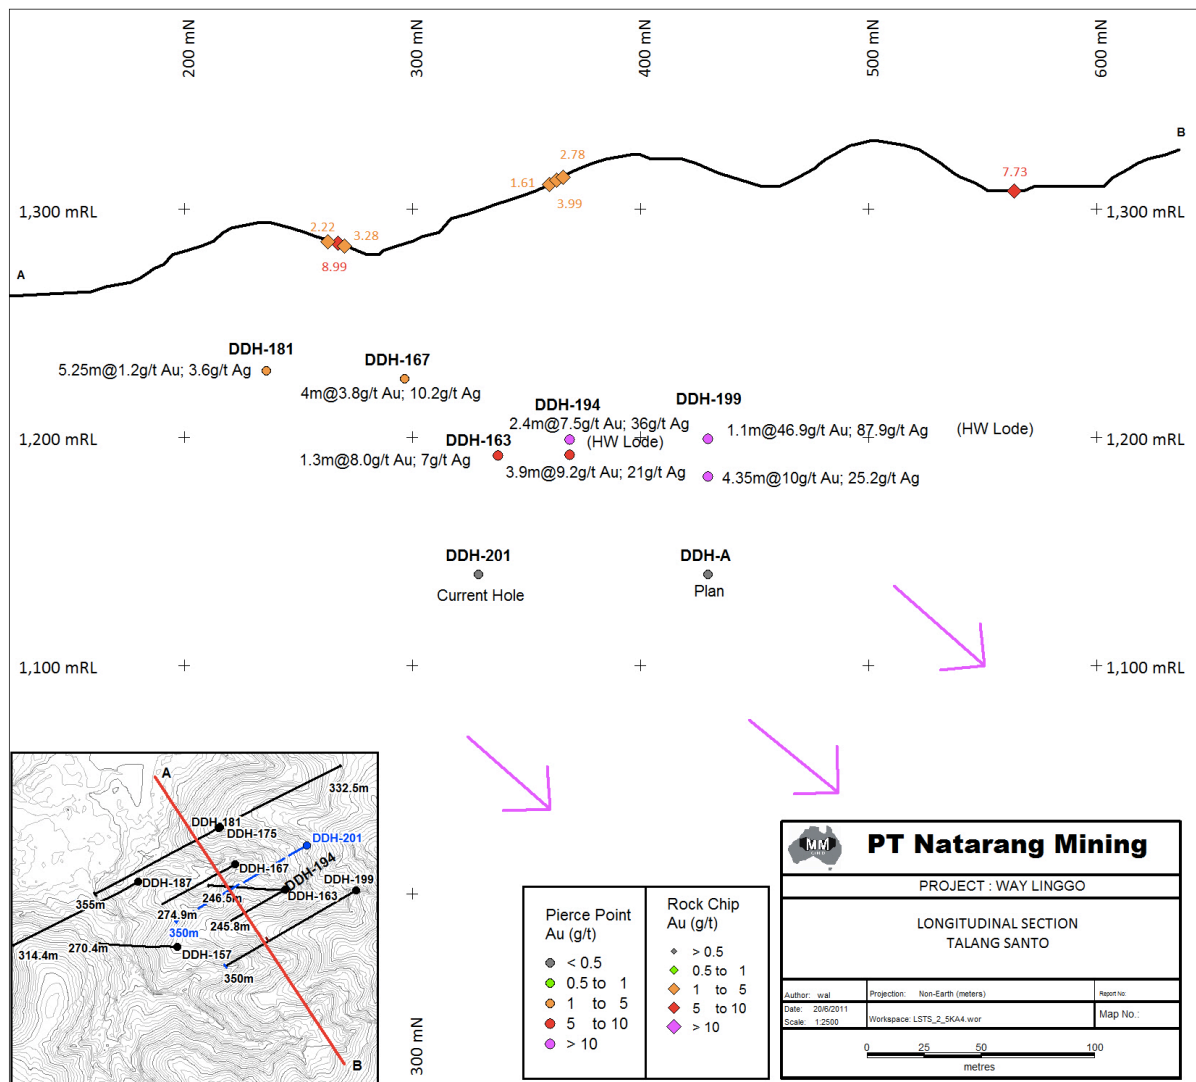 200 mN
300 mN
400 mN
500 mN
600 mN
B
2.78
1.61
7.73
3.99
1,300 mRL
1,300 mRL
2.22
3.28
8.99
A
DDH-181
5.25m@1.2g/t Au; 3.6g/t Ag
DDH-167
4m@3.8g/t Au; 10.2g/t Ag
DDH-194
2.4m@7.5g/t Au; 36g/t Ag
(HW Lode)
DDH-199
1.1m@46.9g/t Au; 87.9g/t Ag
(HW Lode)
1,200 mRL
1,200 mRL
DDH-163
1.3m@8.0g/t Au; 7g/t Ag
3.9m@9.2g/t Au; 21g/t Ag
4.35m@10g/t Au; 25.2g/t Ag
DDH-201
Current Hole
DDH-A
Plan
1,100 mRL
1,100 mRL
A
332.5m
DDH-181
DDH-175
DDH-201
DDH-167
DDH-194
DDH-199
DDH-187
DDH-163
246.5m
355m
274.9m
245.8m
350m
314.4m
270.4m
DDH-157
350m
B
300 mN
Pierce Point
Au (g/t)
< 0.5
0.5 to 1
1 to 5
5 to 10
> 10
Rock Chip
Au (g/t)
> 0.5
0.5 to 1
1 to 5
5 to 10
> 10
MM
PT Natarang Mining
PROJECT : WAY LINGGO
LONGITUDINAL SECTION
TALANG SANTO
Author: wal
Projection: Non-Earth (meters)
Report No:
Date: 20/6/2011
Scale: 1:2500
Workspace: LSTS_2_5KA4.wor
Map No.:
0 25 50 100
metres